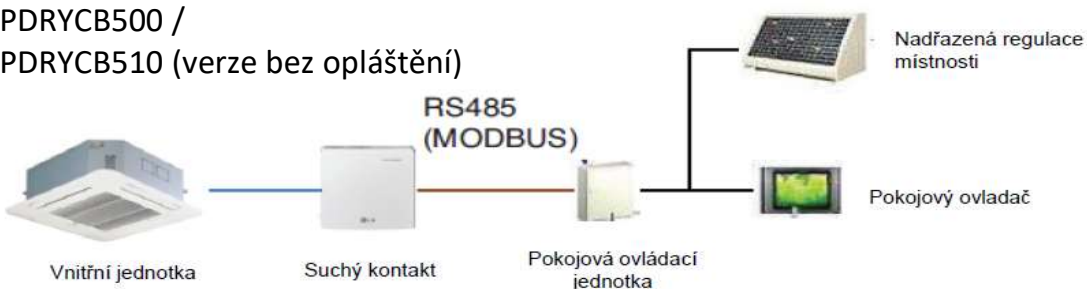 PDRYCB500 /
PDRYCB510 (verze bez opláštění)
RS485
(MODBUS)
Nadřazená regulace
místnosti
Pokojový ovladač
Vnitřní jednotka
Suchý kontakt
Pokojová ovládací
jednotka